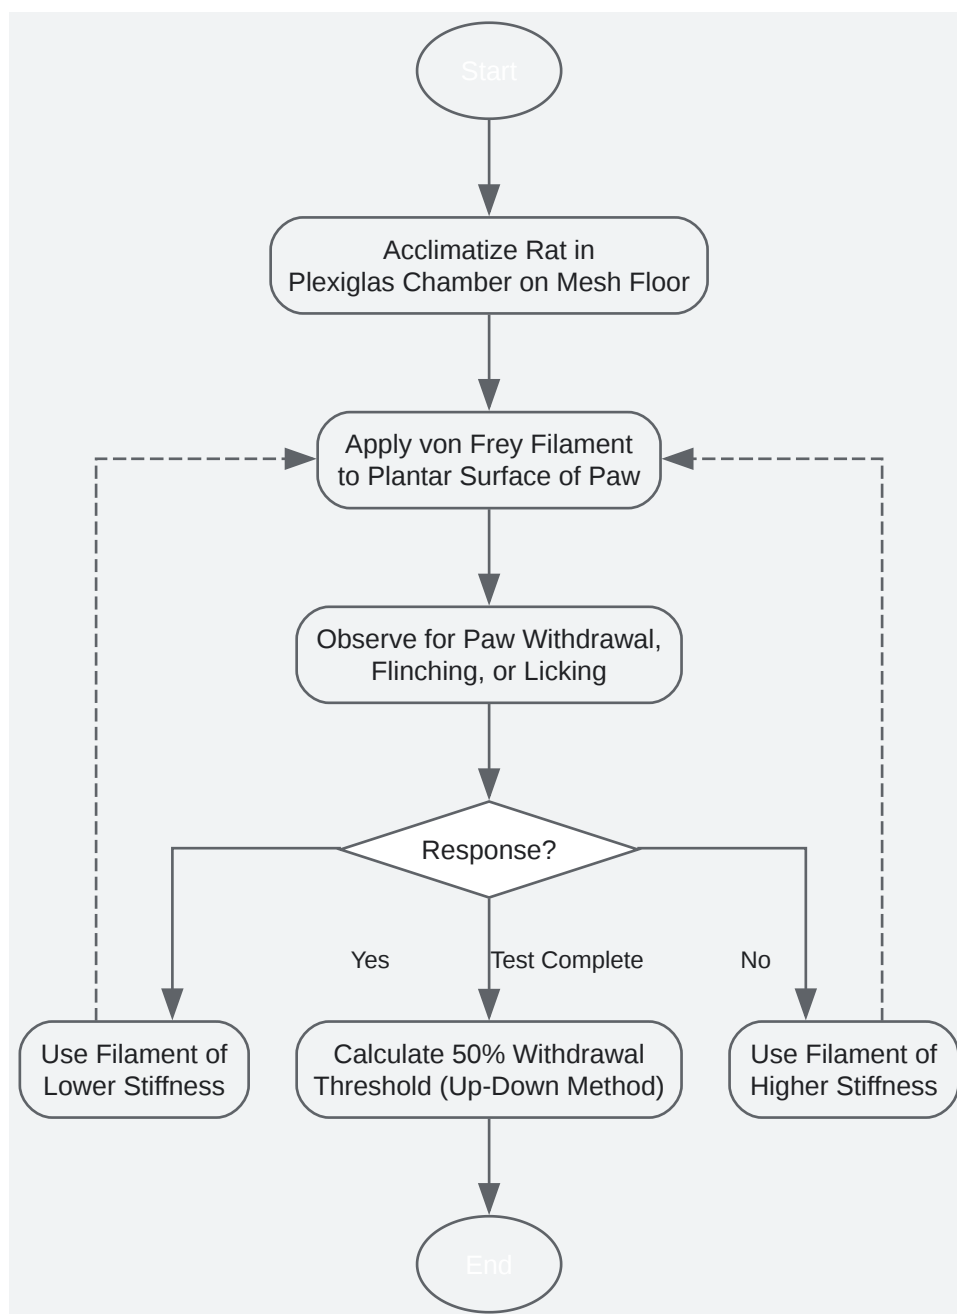 Start
Acclimatize Rat in
Plexiglas Chamber on Mesh Floor
Apply von Frey Filament
to Plantar Surface of Paw
Observe for Paw Withdrawal,
Flinching, or Licking
Response?
Yes
Test Complete
No
Use Filament of
Lower Stiffness
Calculate 50% Withdrawal
Threshold (Up-Down Method)
Use Filament of
Higher Stiffness
End